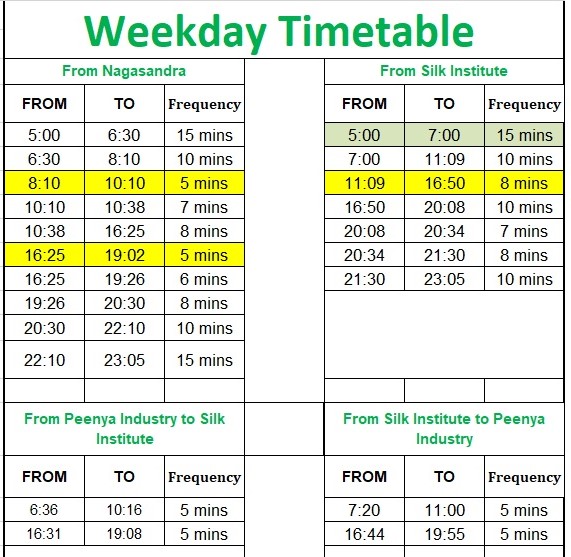 Weekday Timetable
From Nagasandra From Silk Institute
FROM TO Frequency FROM TO Frequency
5:00 6:30 15 mins 5:00 7:00 15 mins
6:30 8:10 10 mins 7:00 11:09 10 mins
8:10 10:10 5 mins 11:09 16:50 8 mins
10:10 10:38 7 mins 16:50 20:08 10 mins
10:38 16:25 8 mins 20:08 20:34 7 mins
16:25 19:02 5 mins 20:34 21:30 8 mins
16:25 19:26 6 mins 21:30 23:05 10 mins
19:26 20:30 8 mins
20:30 22:10 10 mins
22:10 23:05 15 mins
From Peenya Industry to Silk From Silk Institute to Peenya
Institute Industry
FROM TO Frequency FROM TO Frequency
6:36 10:16 5 mins 7:20 11:00 5 mins
16:31 19:08 5 mins 16:44 19:55 5 mins